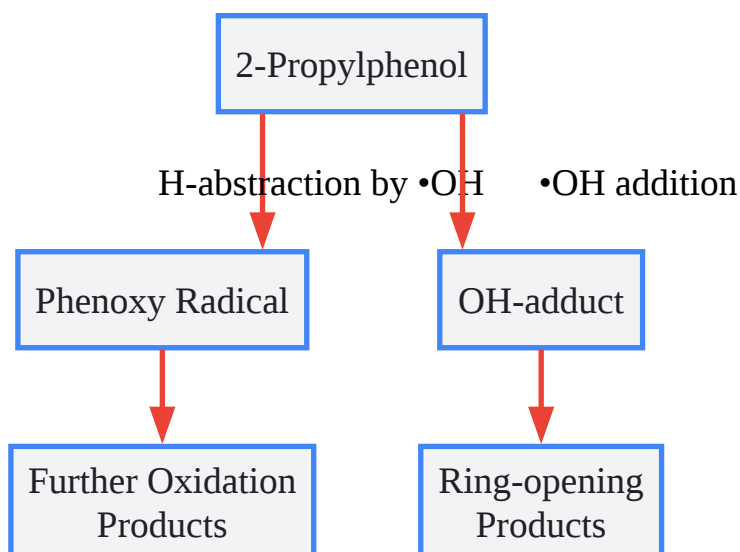 2-Propylphenol
H-abstraction by •OH
•OH addition
Phenoxy Radical
OH-adduct
Further Oxidation
Products
Ring-opening
Products